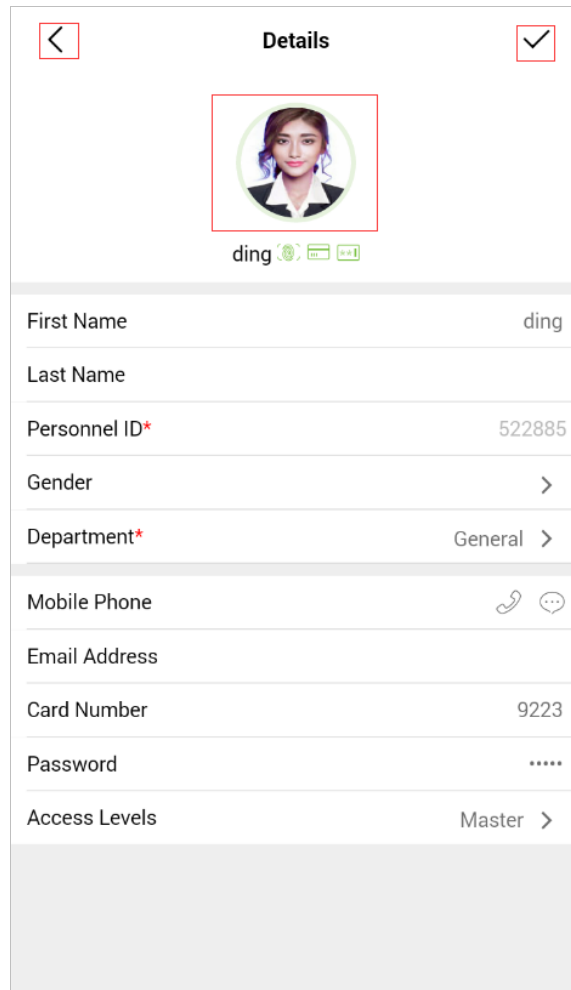 Details
ding
First Name ding
Last Name
Personnel ID* 522885
Gender
Department* General
Mobile Phone
Email Address
Card Number 9223
Password •••••
Access Levels Master